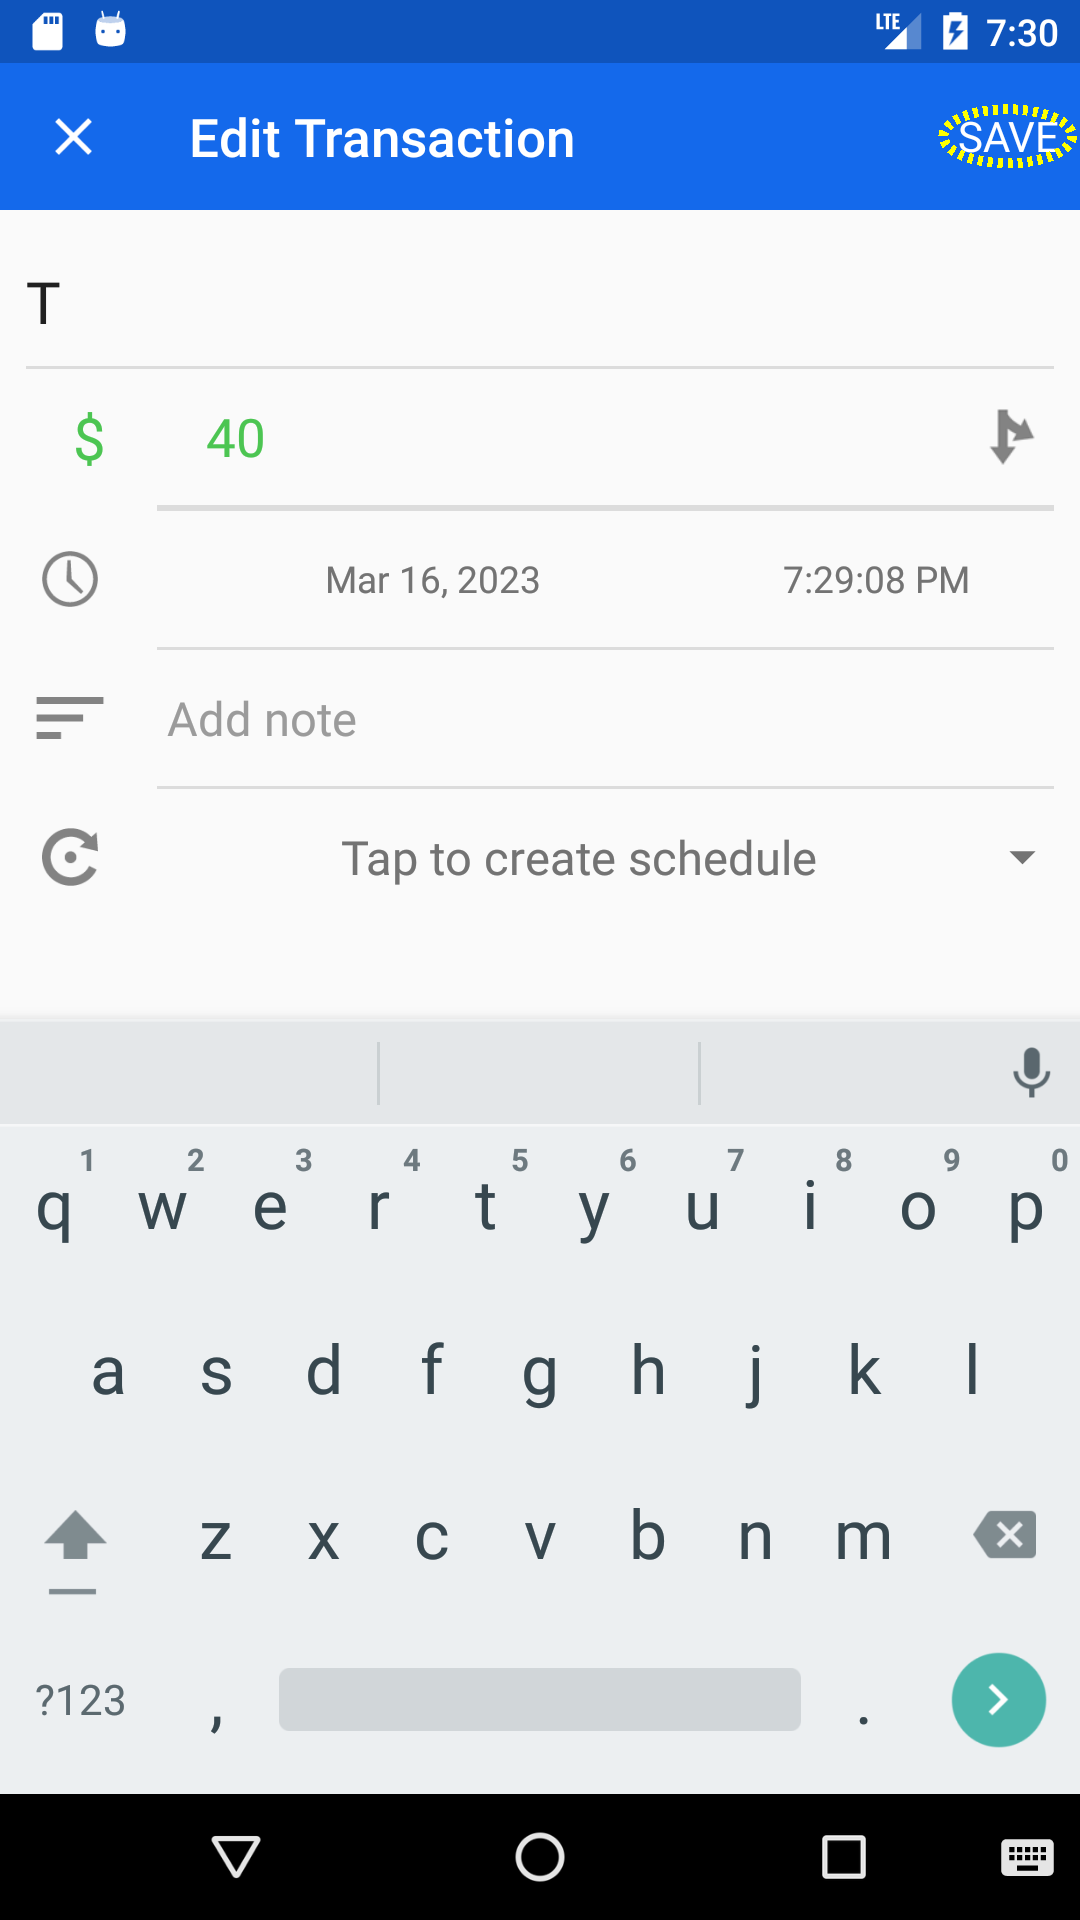 LTE 7:30
Edit Transaction SAVE
T
$ 40
Mar 16, 2023 7:29:08 PM
Add note
Tap to create schedule
1 2 3 4 5 6 7 8 9 0
q w e r t y u i o p
a s d f g h j k l
z x c v b n m
?123 , .